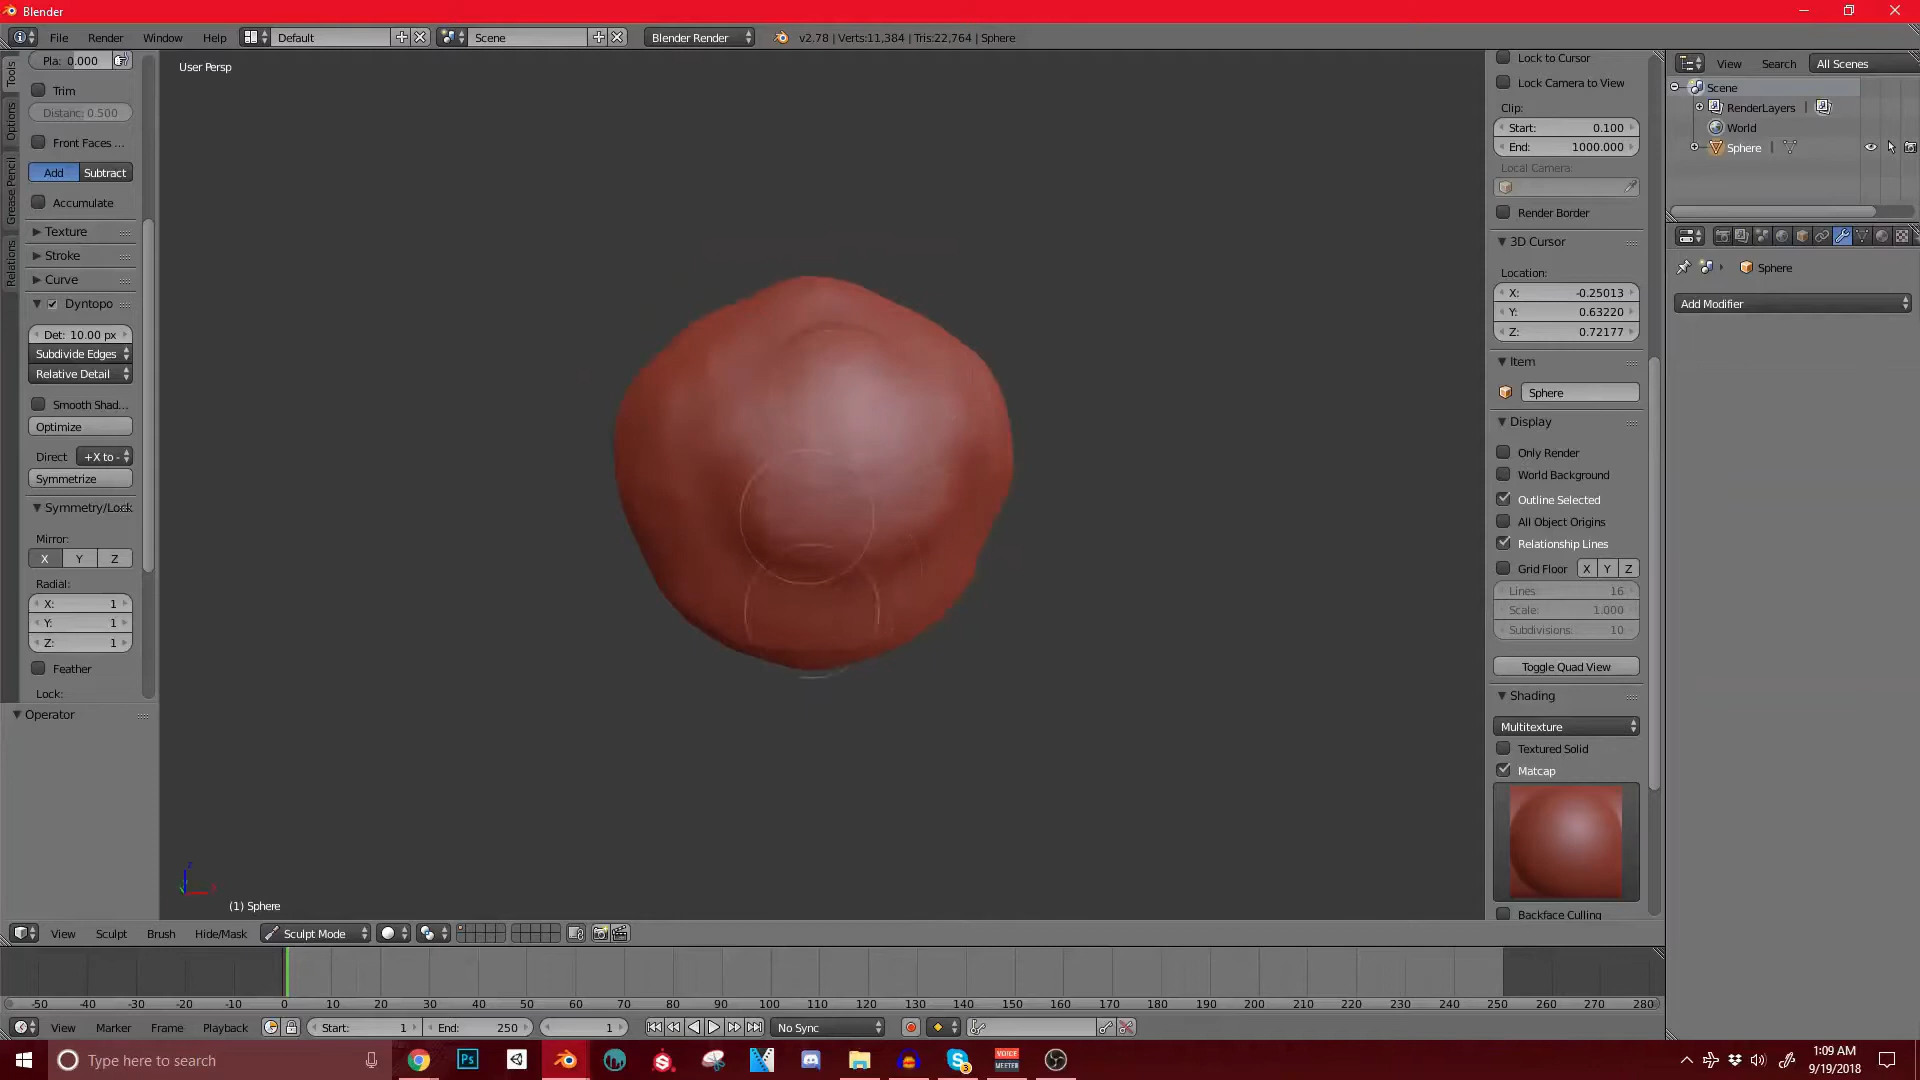 Blender
File Render Window Help Default Scene Blender Render v2.78 | Verts:11,384 | Tris:22,764 | Sphere
Pla: 0.000
Trim
Distanc: 0.500
Front Faces ...
Add Subtract
Accumulate
Texture
Stroke
Curve
Dyntopo
Det: 10.00 px
Subdivide Edges
Relative Detail
Smooth Shad...
Optimize
Direct +X to -
Symmetrize
Symmetry/Lock
Mirror:
X Y Z
Radial:
X: 1
Y: 1
Z: 1
Feather
Lock:
Operator
Tools
Options
Grease Pencil
Relations
User Persp
(1) Sphere
Lock to Cursor
Lock Camera to View
Clip:
Start: 0.100
End: 1000.000
Local Camera:
Render Border
3D Cursor
Location:
X: -0.25013
Y: 0.63220
Z: 0.72177
Item
Sphere
Display
Only Render
World Background
Outline Selected
All Object Origins
Relationship Lines
Grid Floor X Y Z
Lines: 16
Scale: 1.000
Subdivisions: 10
Toggle Quad View
Shading
Multitexture
Textured Solid
Matcap
Backface Culling
View Search All Scenes
Scene
RenderLayers |
World
Sphere |
Sphere
Add Modifier
View Sculpt Brush Hide/Mask Sculpt Mode
-50 -40 -30 -20 -10 0 10 20 30 40 50 60 70 80 90 100 110 120 130 140 150 160 170 180 190 200 210 220 230 240 250 260 270 280
View Marker Frame Playback Start: 1 End: 250 1 No Sync
Type here to search
Ps
VOICE
MEETER
3
1:09 AM
9/19/2018